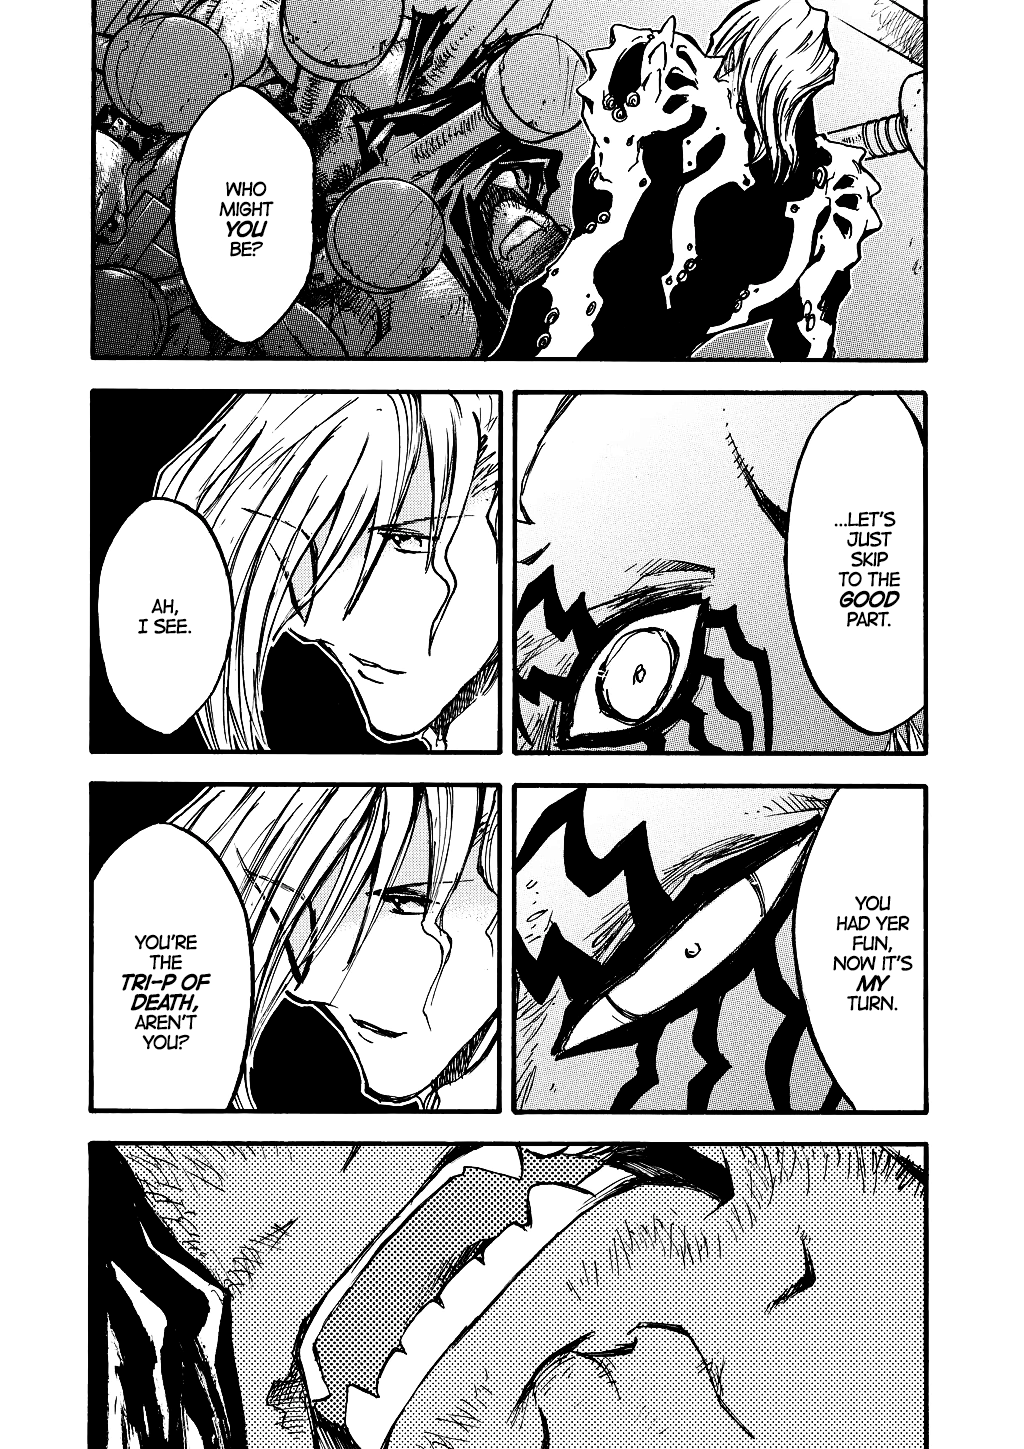 WHO
MIGHT
YOU
BE?
...LET'S
JUST
SKIP
TO THE
GOOD
PART.
AH,
I SEE.
YOU
HAD YER
FUN,
NOW IT'S
MY
TURN.
YOU'RE
THE
TRI-P OF
DEATH,
AREN'T
YOU?